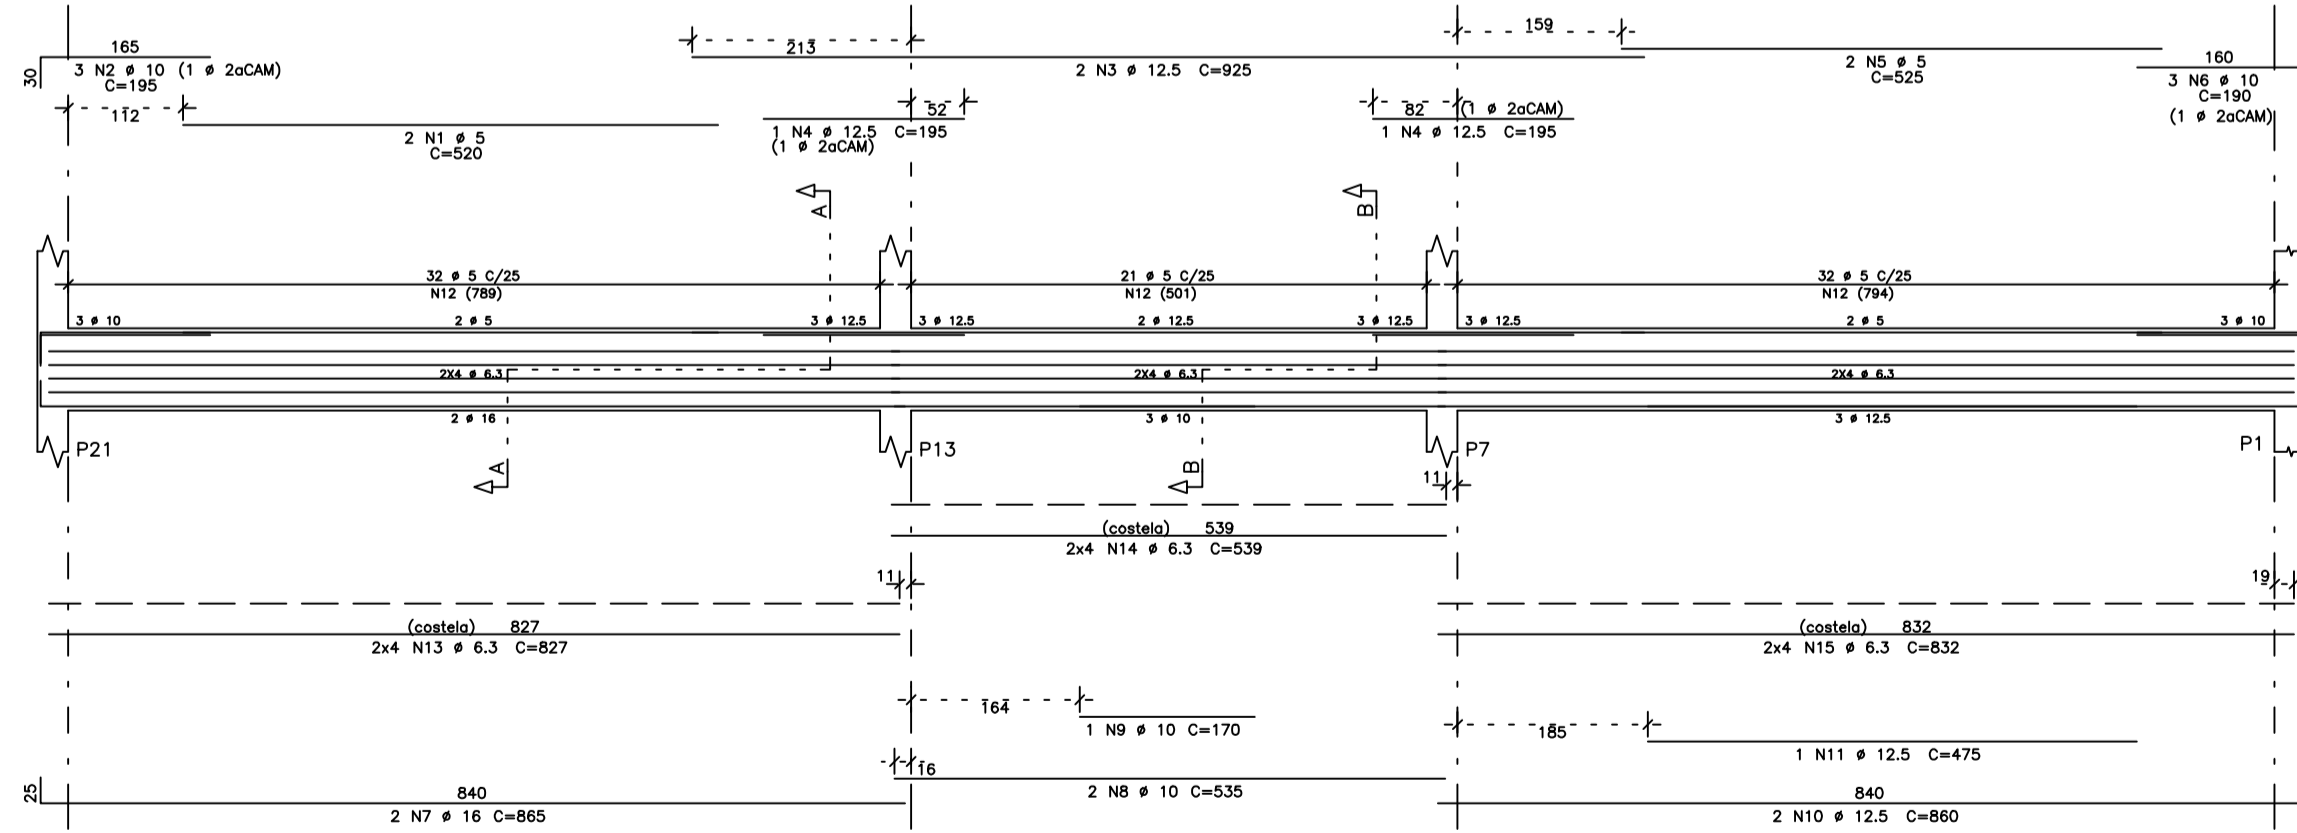 165
30
3 N2 ø 10 (1 ø 2aCAM)
C=195
112
2 N1 ø 5
C=520
213
2 N3 ø 12.5 C=925
52
1 N4 ø 12.5 C=195
(1 ø 2aCAM)
82 (1 ø 2aCAM)
1 N4 ø 12.5 C=195
159
2 N5 ø 5
C=525
160
3 N6 ø 10
C=190
(1 ø 2aCAM)
A
B
32 ø 5 C/25
N12 (789)
21 ø 5 C/25
N12 (501)
32 ø 5 C/25
N12 (794)
3 ø 10
2 ø 5
3 ø 12.5
3 ø 12.5
2 ø 12.5
3 ø 12.5
3 ø 12.5
2 ø 5
3 ø 10
2X4 ø 6.3
2X4 ø 6.3
2X4 ø 6.3
2 ø 16
3 ø 10
3 ø 12.5
P21
P13
P7
P1
A
B
11
(costela) 539
2x4 N14 ø 6.3 C=539
11
19
(costela) 827
2x4 N13 ø 6.3 C=827
(costela) 832
2x4 N15 ø 6.3 C=832
164
1 N9 ø 10 C=170
185
1 N11 ø 12.5 C=475
16
2 N8 ø 10 C=535
25
840
2 N7 ø 16 C=865
840
2 N10 ø 12.5 C=860